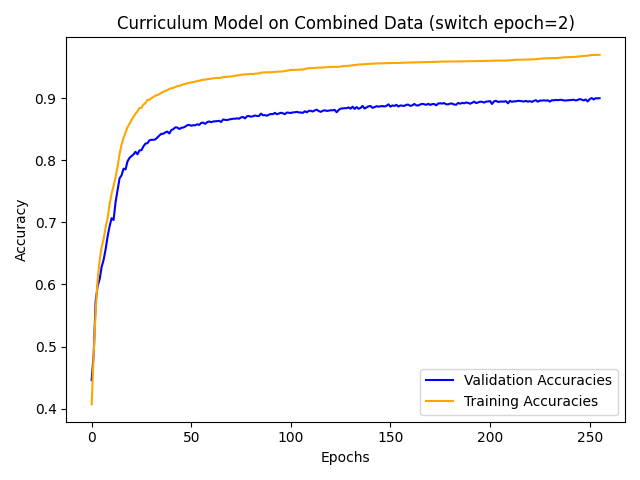 Curriculum Model on Combined Data (switch epoch=2)
Accuracy
0.9
0.8
0.7
0.6
0.5
0.4
Validation Accuracies
Training Accuracies
0 50 100 150 200 250
Epochs